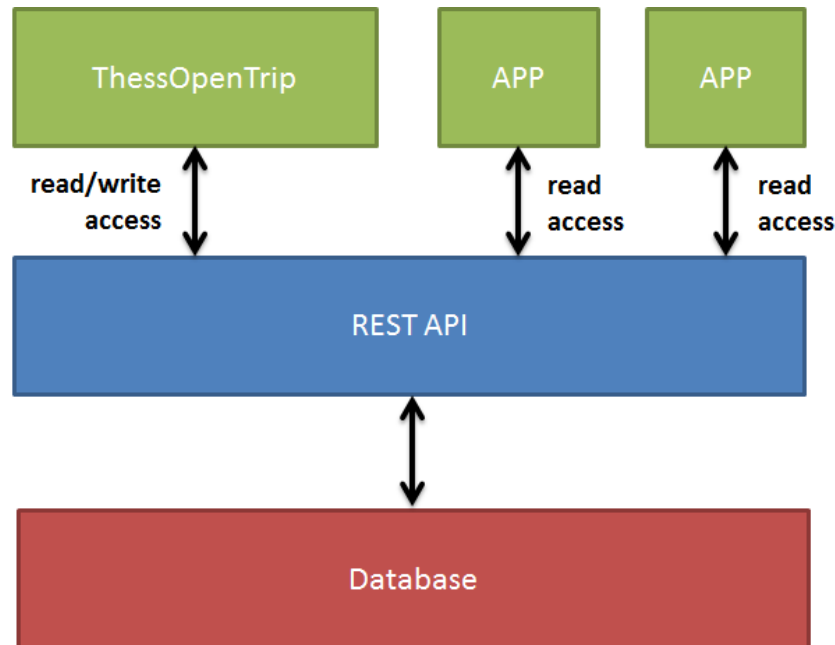 ThessOpenTrip
APP
APP
read/write
access
read
access
read
access
REST API
Database